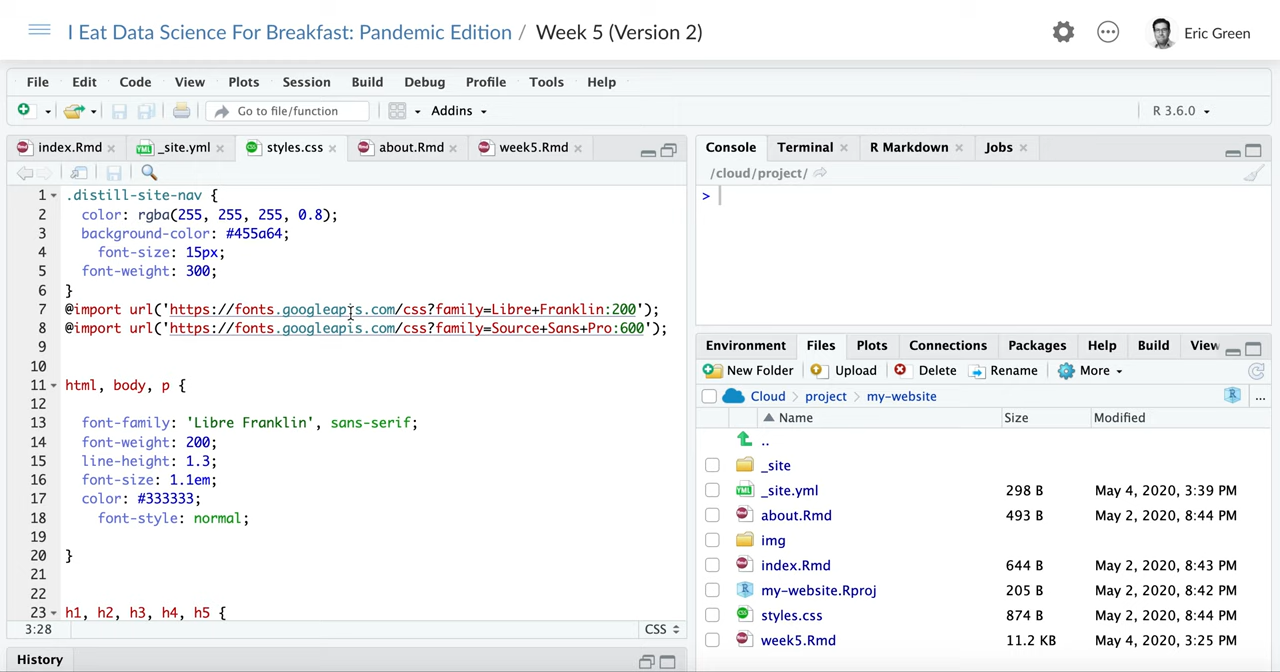 I Eat Data Science For Breakfast: Pandemic Edition / Week 5 (Version 2)
Eric Green
File Edit Code View Plots Session Build Debug Profile Tools Help
Go to file/function
Addins
R 3.6.0
index.Rmd
_site.yml
styles.css
about.Rmd
week5.Rmd
1 .distill-site-nav {
2 color: rgba(255, 255, 255, 0.8);
3 background-color: #455a64;
4 font-size: 15px;
5 font-weight: 300;
6 }
7 @import url('https://fonts.googleapis.com/css?family=Libre+Franklin:200');
8 @import url('https://fonts.googleapis.com/css?family=Source+Sans+Pro:600');
9
10
11 html, body, p {
12
13 font-family: 'Libre Franklin', sans-serif;
14 font-weight: 200;
15 line-height: 1.3;
16 font-size: 1.1em;
17 color: #333333;
18 font-style: normal;
19
20 }
21
22
23 h1, h2, h3, h4, h5 {
3:28
CSS
History
Console Terminal R Markdown Jobs
/cloud/project/
>
Environment Files Plots Connections Packages Help Build View
New Folder Upload Delete Rename More
Cloud > project > my-website
R
...
Name Size Modified
..
_site
YML _site.yml 298 B May 4, 2020, 3:39 PM
Rmd about.Rmd 493 B May 2, 2020, 8:44 PM
img
Rmd index.Rmd 644 B May 2, 2020, 8:43 PM
R my-website.Rproj 205 B May 2, 2020, 8:42 PM
CSS styles.css 874 B May 2, 2020, 8:44 PM
Rmd week5.Rmd 11.2 KB May 4, 2020, 3:25 PM